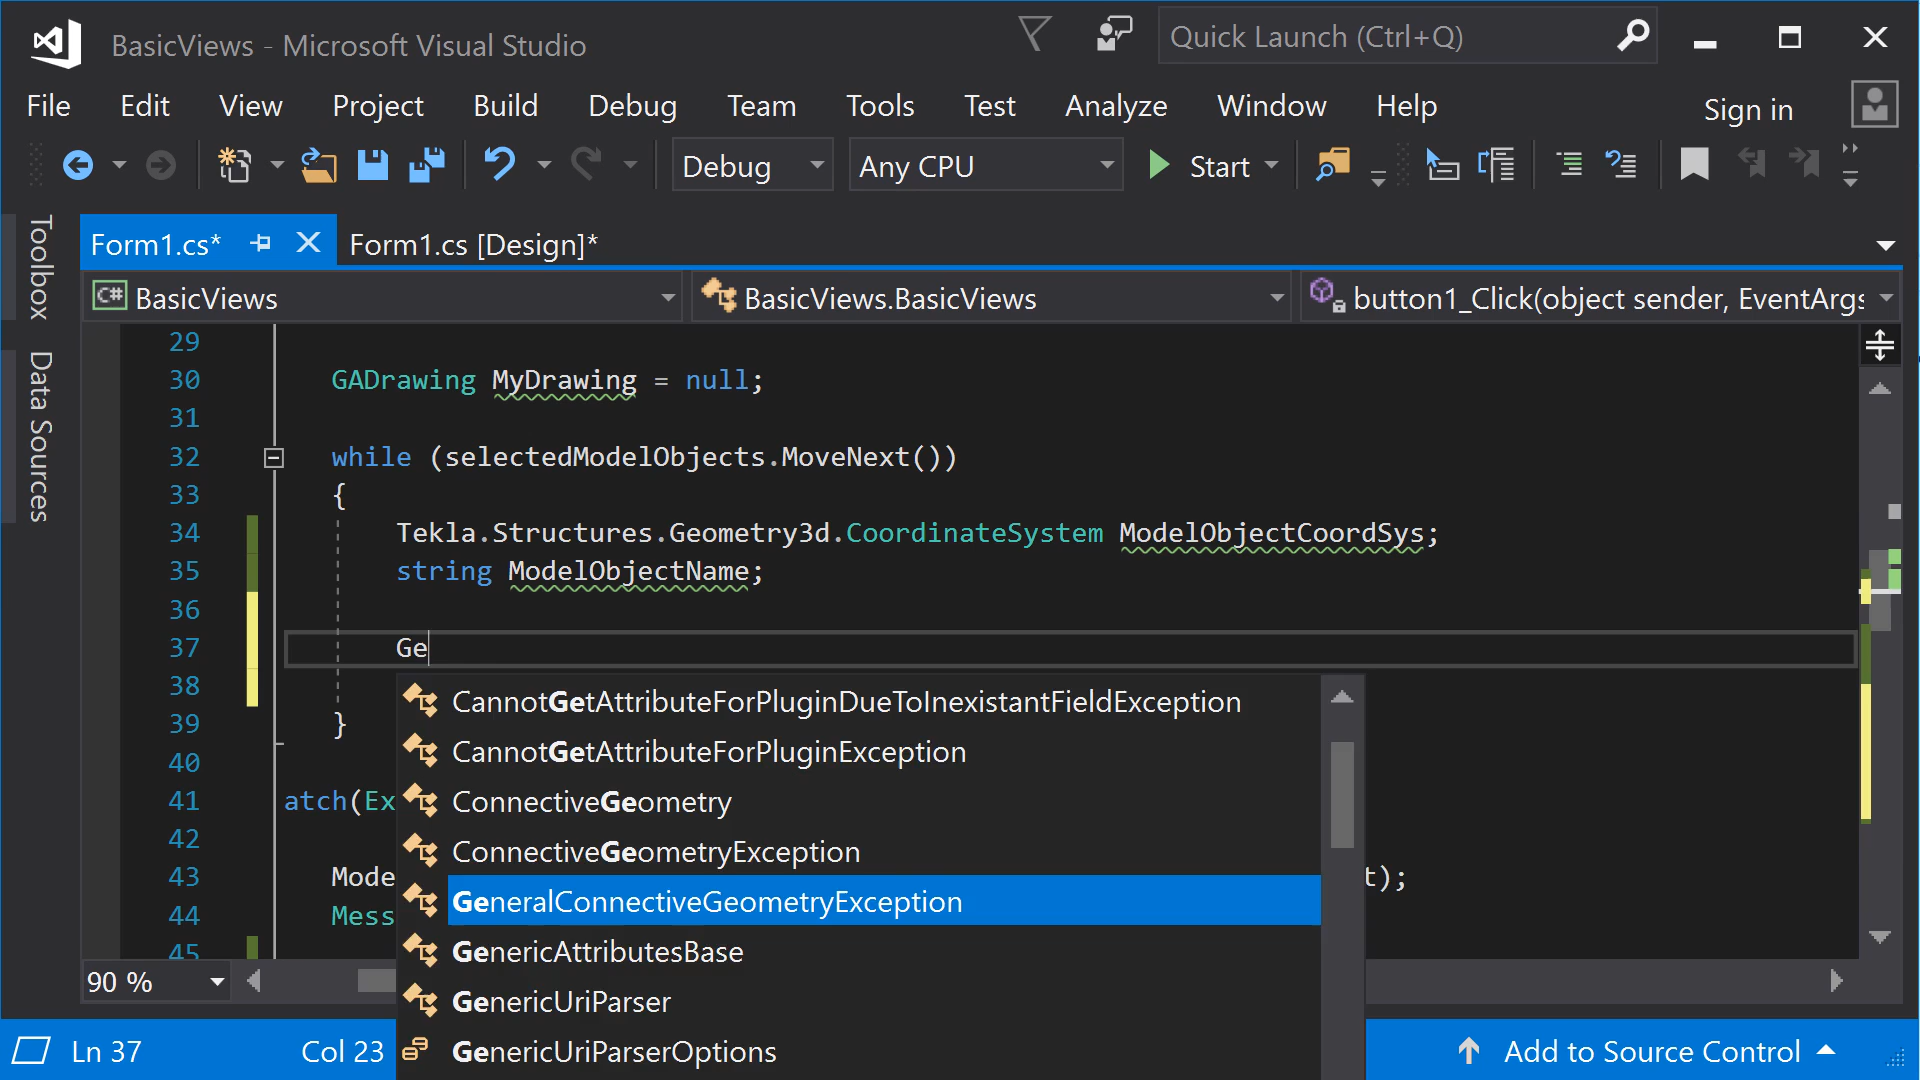 BasicViews - Microsoft Visual Studio
Quick Launch (Ctrl+Q)
File Edit View Project Build Debug Team Tools Test Analyze Window Help
Sign in
Debug Any CPU Start
Toolbox
Data Sources
Form1.cs* Form1.cs [Design]*
C# BasicViews BasicViews.BasicViews button1_Click(object sender, EventArgs
29
30 GADrawing MyDrawing = null;
31
32 while (selectedModelObjects.MoveNext())
33 {
34 Tekla.Structures.Geometry3d.CoordinateSystem ModelObjectCoordSys;
35 string ModelObjectName;
36
37 Ge
38
39 }
40
41 atch(Ex
42
43 Mode t);
44 Mess
45
CannotGetAttributeForPluginDueToInexistantFieldException
CannotGetAttributeForPluginException
ConnectiveGeometry
ConnectiveGeometryException
GeneralConnectiveGeometryException
GenericAttributesBase
GenericUriParser
GenericUriParserOptions
90 %
Ln 37 Col 23 Add to Source Control